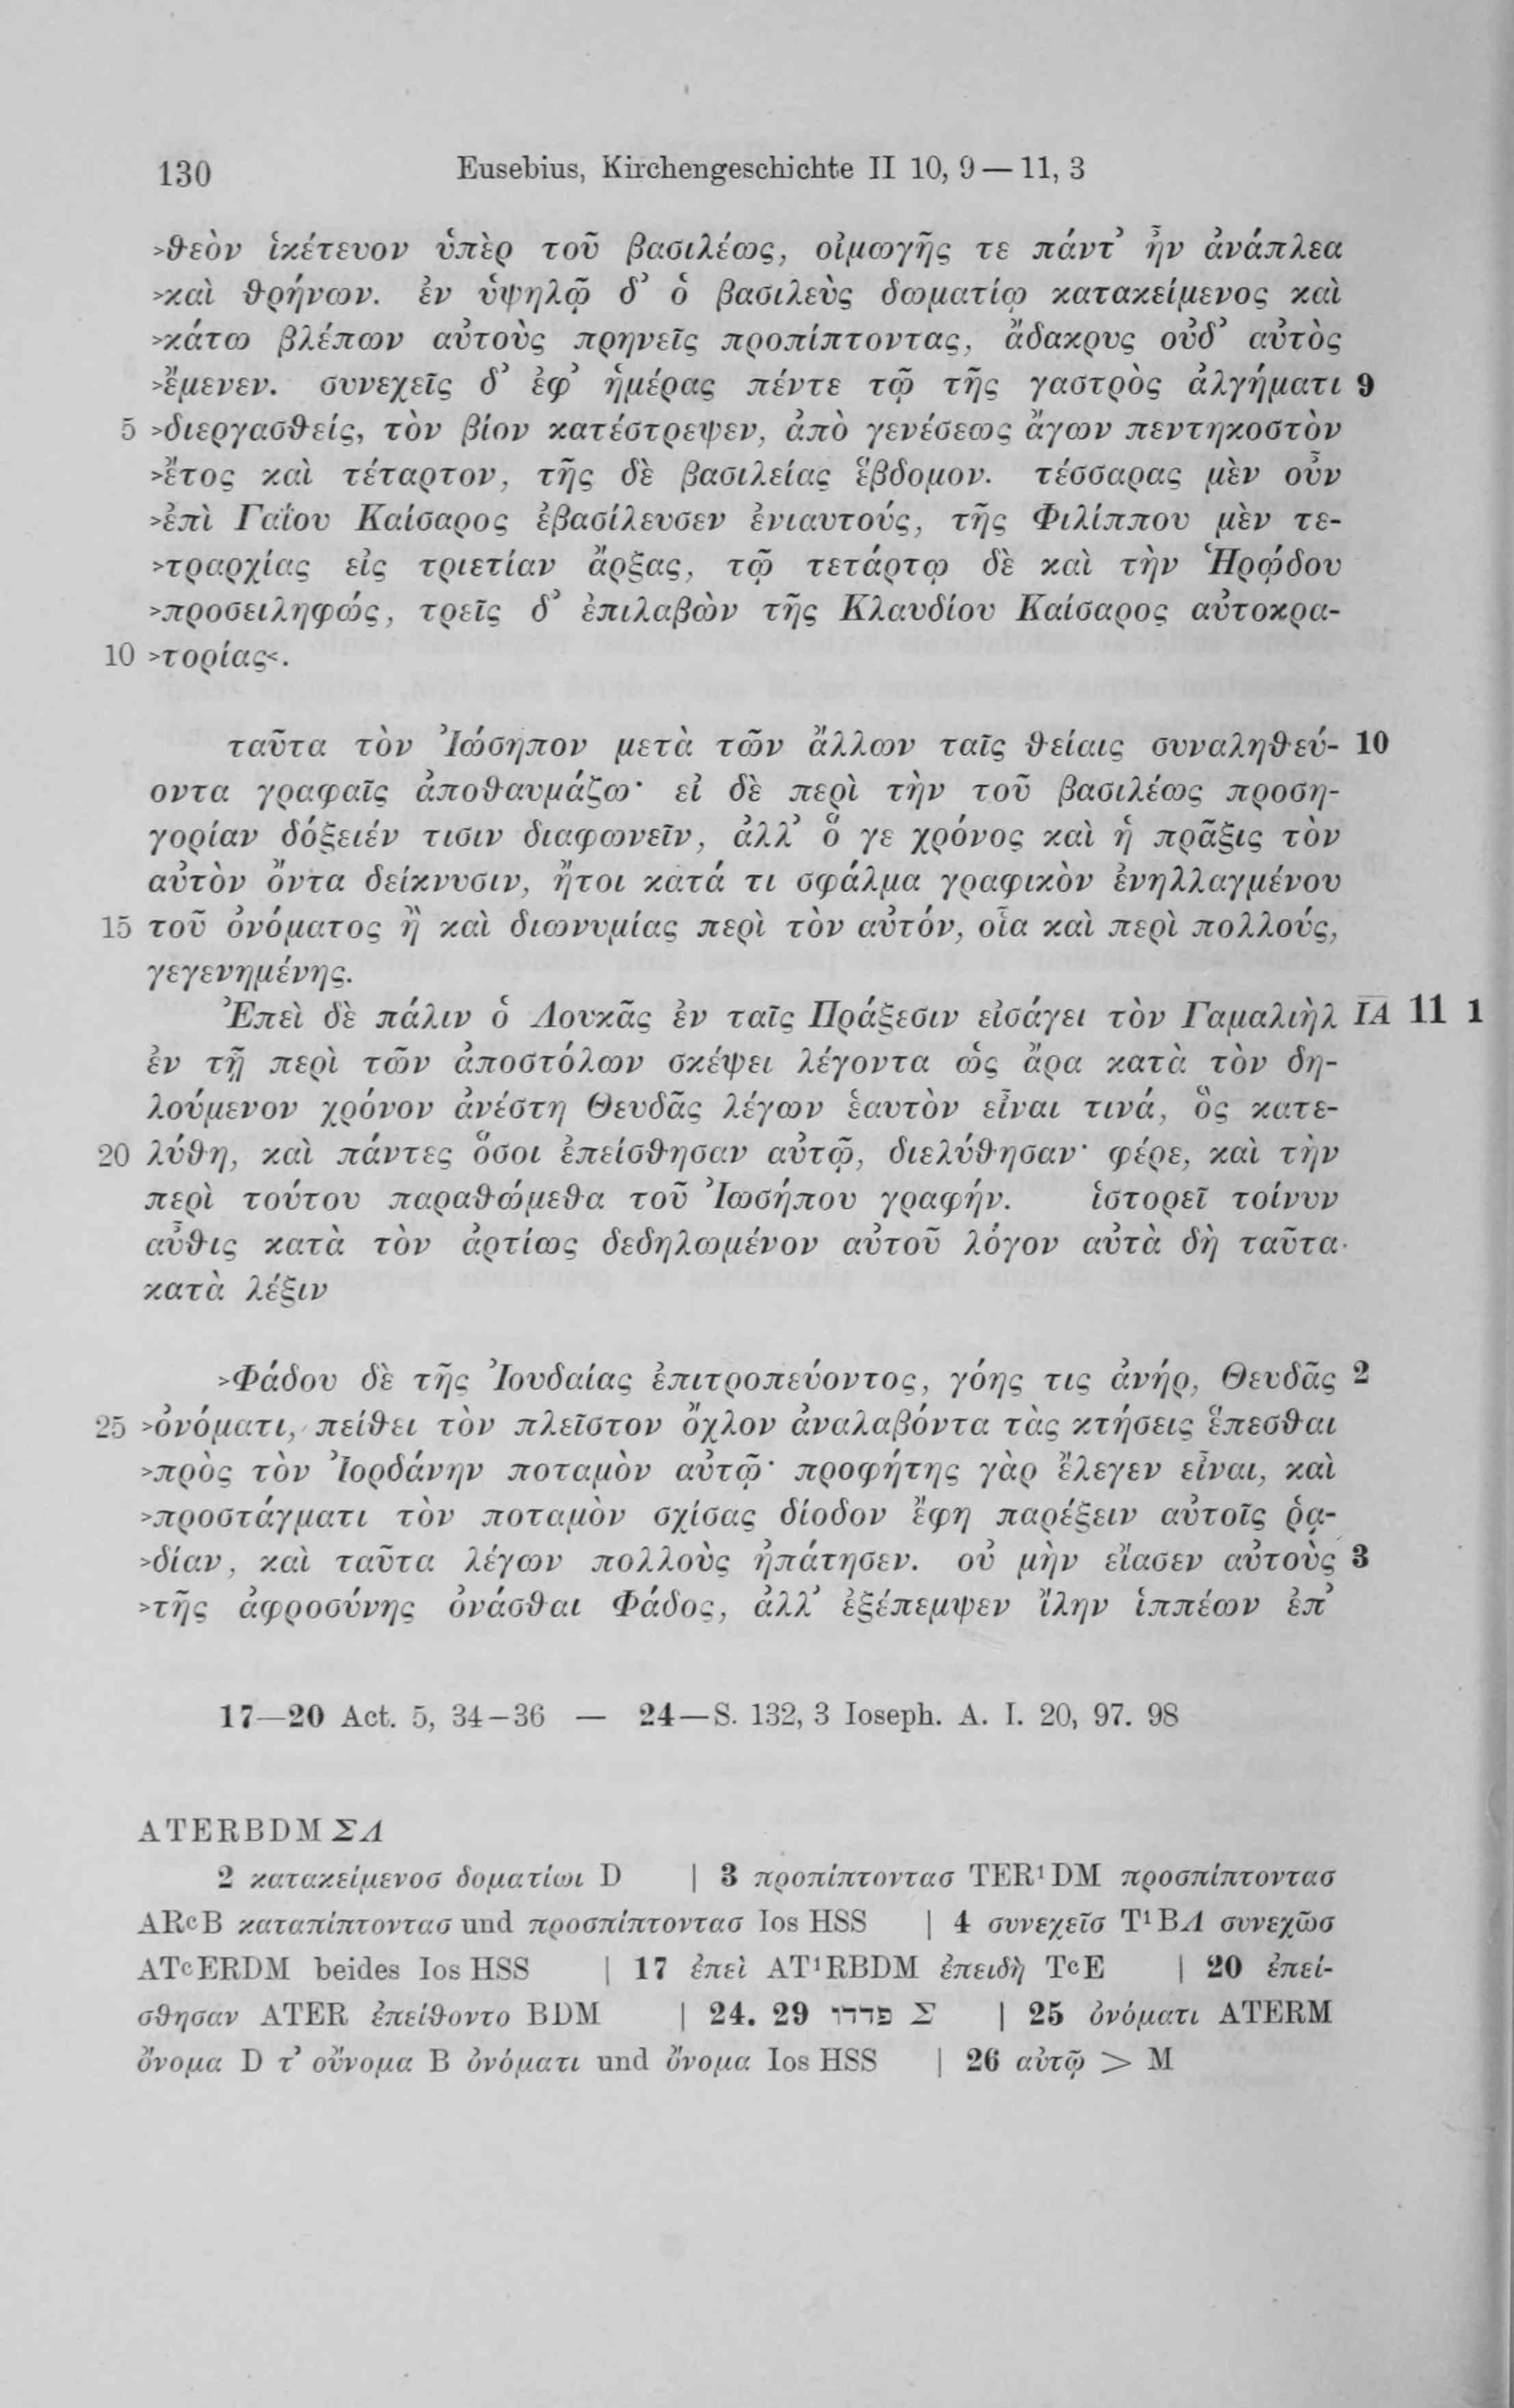 130 Eusebius, Kirchengeschichte II 10, 9 — 11, 3
>θεὸν ἱκέτευον ὑπὲρ τοῦ βασιλέως, οἰμωγῆς τε πάντ’ ἦν ἀνάπλεα
>καὶ θρήνων. ἐν ὑψηλῷ δ’ ὁ βασιλεὺς δωματίῳ κατακείμενος καὶ
>κάτω βλέπων αὐτοὺς πρηνεῖς προπίπτοντας, ἄδακρυς οὐδ’ αὐτὸς
>ἔμενεν. συνεχεῖς δ’ ἐφ’ ἡμέρας πέντε τῷ τῆς γαστρὸς ἀλγήματι 9
5 >διεργασθείς, τὸν βίον κατέστρεψεν, ἀπὸ γενέσεως ἄγων πεντηκοστὸν
>ἔτος καὶ τέταρτον, τῆς δὲ βασιλείας ἕβδομον. τέσσαρας μὲν οὖν
>ἐπὶ Γαΐου Καίσαρος ἐβασίλευσεν ἐνιαυτούς, τῆς Φιλίππου μὲν τε-
>τραρχίας εἰς τριετίαν ἄρξας, τῷ τετάρτῳ δὲ καὶ τὴν Ἡρῴδου
>προσειληφώς, τρεῖς δ’ ἐπιλαβὼν τῆς Κλαυδίου Καίσαρος αὐτοκρα-
10 >τορίας<.
ταῦτα τὸν Ἰώσηπον μετὰ τῶν ἄλλων ταῖς θείαις συναληθεύ- 10
οντα γραφαῖς ἀποθαυμάζω· εἰ δὲ περὶ τὴν τοῦ βασιλέως προση-
γορίαν δόξειέν τισιν διαφωνεῖν, ἀλλ’ ὅ γε χρόνος καὶ ἡ πρᾶξις τὸν
αὐτὸν ὄντα δείκνυσιν, ἤτοι κατά τι σφάλμα γραφικὸν ἐνηλλαγμένου
15 τοῦ ὀνόματος ἢ καὶ διωνυμίας περὶ τὸν αὐτόν, οἷα καὶ περὶ πολλούς,
γεγενημένης.
Ἐπεὶ δὲ πάλιν ὁ Λουκᾶς ἐν ταῖς Πράξεσιν εἰσάγει τὸν Γαμαλιὴλ ΙΑ 11 1
ἐν τῇ περὶ τῶν ἀποστόλων σκέψει λέγοντα ὡς ἄρα κατὰ τὸν δη-
λούμενον χρόνον ἀνέστη Θευδᾶς λέγων ἑαυτὸν εἶναι τινά, ὃς κατε-
20 λύθη, καὶ πάντες ὅσοι ἐπείσθησαν αὐτῷ, διελύθησαν· φέρε, καὶ τὴν
περὶ τούτου παραθώμεθα τοῦ Ἰωσήπου γραφήν. ἱστορεῖ τοίνυν
αὖθις κατὰ τὸν ἀρτίως δεδηλωμένον αὐτοῦ λόγον αὐτὰ δὴ ταῦτα
κατὰ λέξιν
>Φάδου δὲ τῆς Ἰουδαίας ἐπιτροπεύοντος, γόης τις ἀνήρ, Θευδᾶς 2
25 >ὀνόματι, πείθει τὸν πλεῖστον ὄχλον ἀναλαβόντα τὰς κτήσεις ἕπεσθαι
>πρὸς τὸν Ἰορδάνην ποταμὸν αὐτῷ· προφήτης γὰρ ἔλεγεν εἶναι, καὶ
>προστάγματι τὸν ποταμὸν σχίσας δίοδον ἔφη παρέξειν αὐτοῖς ῥᾳ-
>δίαν, καὶ ταῦτα λέγων πολλοὺς ἠπάτησεν. οὐ μὴν εἴασεν αὐτοὺς 3
>τῆς ἀφροσύνης ὀνάσθαι Φάδος, ἀλλ’ ἐξέπεμψεν ἴλην ἱππέων ἐπ’
17—20 Act. 5, 34—36 — 24—S. 132, 3 Ioseph. A. I. 20, 97. 98
ATERBDM ΣΛ
2 κατακείμενοσ δοματίωι D | 3 προπίπτοντασ TER¹DM προσπίπτοντασ
ARᶜB καταπίπτοντασ und προσπίπτοντασ Ios HSS | 4 συνεχεῖσ T¹BΛ συνεχῶσ
ATᶜERDM beides Ios HSS | 17 ἐπεὶ AT¹RBDM ἐπειδὴ TᶜE | 20 ἐπεί-
σθησαν ATER ἐπείθοντο BDM | 24. 29 פדדו Σ | 25 ὀνόματι ATERM
ὄνομα D τ’ οὔνομα B ὀνόματι und ὄνομα Ios HSS | 26 αὐτῷ > M